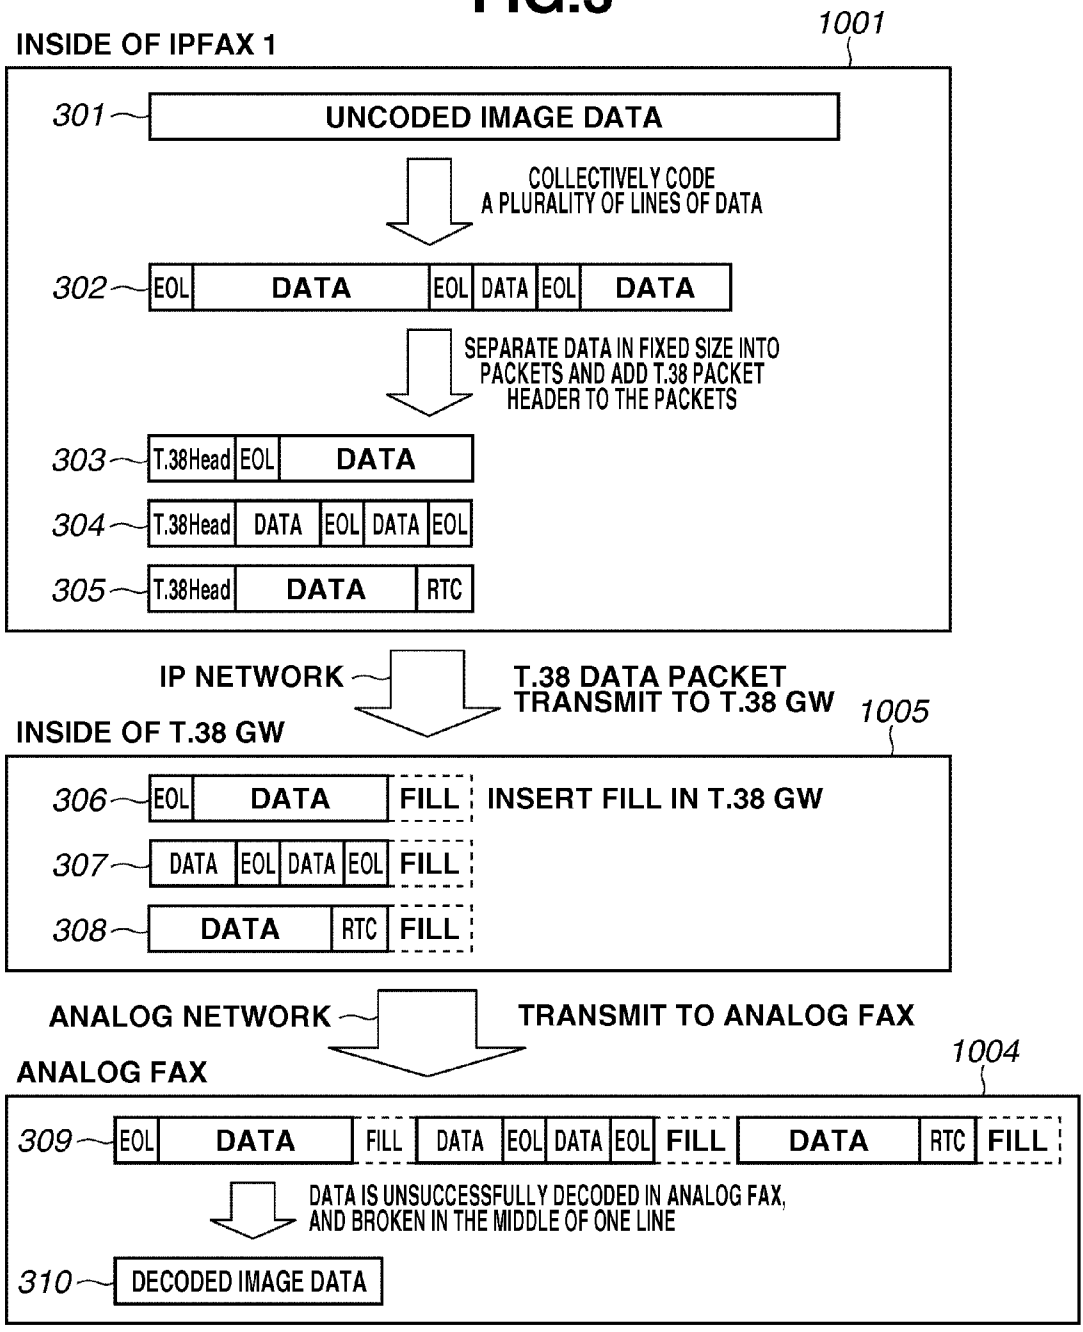 1001
INSIDE OF IPFAX 1
301 UNCODED IMAGE DATA
COLLECTIVELY CODE
A PLURALITY OF LINES OF DATA
302 EOL DATA EOL DATA EOL DATA
SEPARATE DATA IN FIXED SIZE INTO
PACKETS AND ADD T.38 PACKET
HEADER TO THE PACKETS
303 T.38Head EOL DATA
304 T.38Head DATA EOL DATA EOL
305 T.38Head DATA RTC
IP NETWORK T.38 DATA PACKET
TRANSMIT TO T.38 GW
1005
INSIDE OF T.38 GW
306 EOL DATA FILL INSERT FILL IN T.38 GW
307 DATA EOL DATA EOL FILL
308 DATA RTC FILL
ANALOG NETWORK TRANSMIT TO ANALOG FAX
1004
ANALOG FAX
309 EOL DATA FILL DATA EOL DATA EOL FILL DATA RTC FILL
DATA IS UNSUCCESSFULLY DECODED IN ANALOG FAX,
AND BROKEN IN THE MIDDLE OF ONE LINE
310 DECODED IMAGE DATA